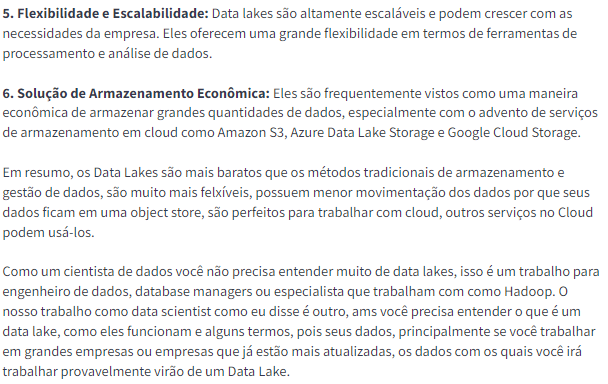 5. Flexibilidade e Escalabilidade: Data lakes são altamente escaláveis e podem crescer com as
necessidades da empresa. Eles oferecem uma grande flexibilidade em termos de ferramentas de
processamento e análise de dados.
6. Solução de Armazenamento Econômica: Eles são frequentemente vistos como uma maneira
econômica de armazenar grandes quantidades de dados, especialmente com o advento de serviços
de armazenamento em cloud como Amazon S3, Azure Data Lake Storage e Google Cloud Storage.
Em resumo, os Data Lakes são mais baratos que os métodos tradicionais de armazenamento e
gestão de dados, são muito mais felxíveis, possuem menor movimentação dos dados por que seus
dados ficam em uma object store, são perfeitos para trabalhar com cloud, outros serviços no Cloud
podem usá-los.
Como um cientista de dados você não precisa entender muito de data lakes, isso é um trabalho para
engenheiro de dados, database managers ou especialista que trabalham com como Hadoop. O
nosso trabalho como data scientist como eu disse é outro, ams você precisa entender o que é um
data lake, como eles funcionam e alguns termos, pois seus dados, principalmente se você trabalhar
em grandes empresas ou empresas que já estão mais atualizadas, os dados com os quais você irá
trabalhar provavelmente virão de um Data Lake.